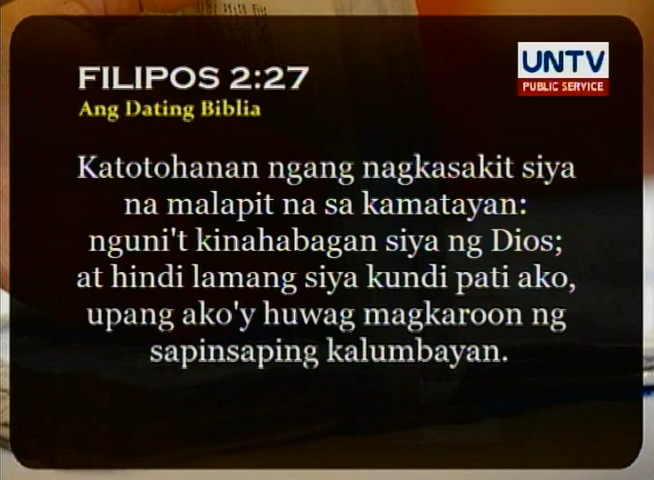 FILIPOS 2:27
Ang Dating Biblia
UNTV
PUBLIC SERVICE
Katotohanan ngang nagkasakit siya
na malapit na sa kamatayan:
nguni't kinahabagan siya ng Dios;
at hindi lamang siya kundi pati ako,
upang ako'y huwag magkaroon ng
sapinsaping kalumbayan.